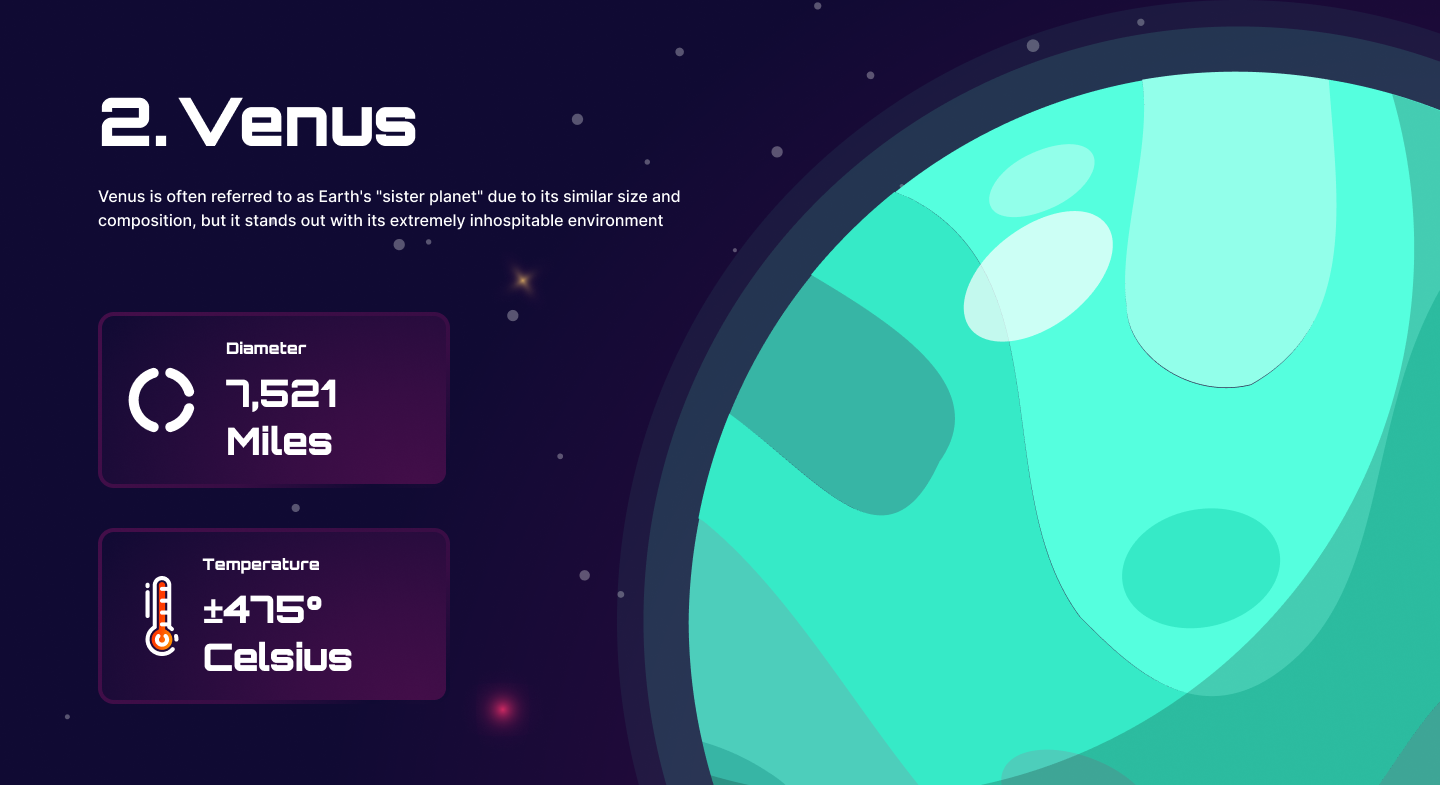 2. Venus
Venus is often referred to as Earth's "sister planet" due to its similar size and
composition, but it stands out with its extremely inhospitable environment
Diameter
7,521
Miles
Temperature
±475°
Celsius